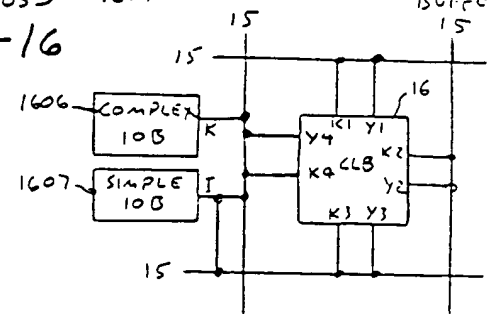 15
15
-16
15
1606
COMPLEX
IOB
K
1607
SIMPLE
IOB
I
16
K1 Y1
Y4
K2
K4 CLB
Y2
K3 Y3
15